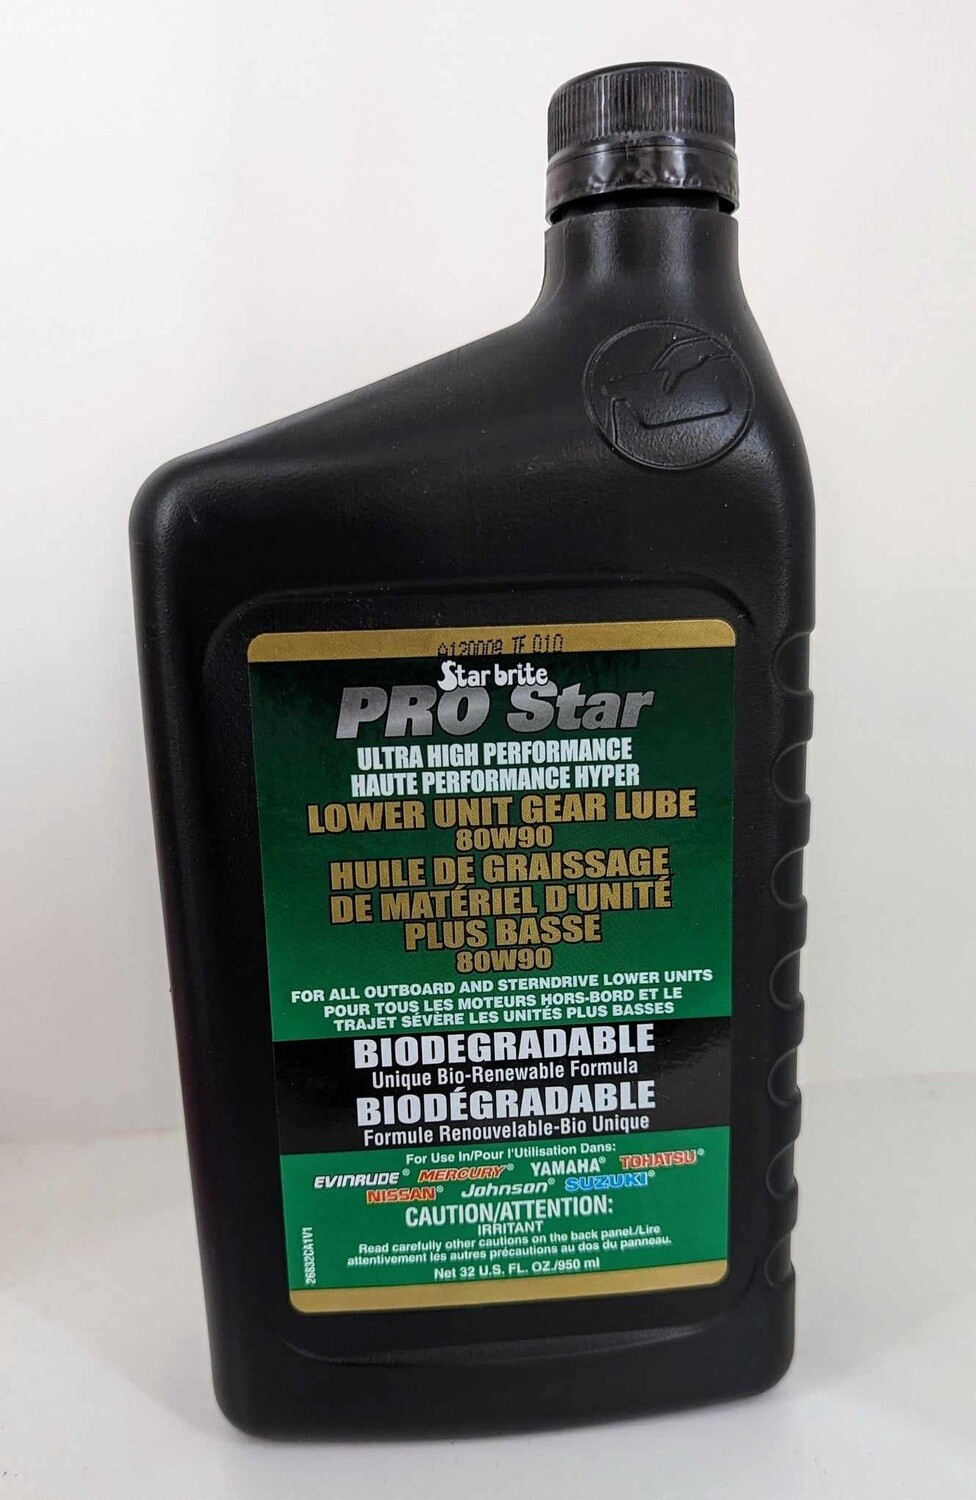 A120009 TF 010
Star brite
PRO Star
ULTRA HIGH PERFORMANCE
HAUTE PERFORMANCE HYPER
LOWER UNIT GEAR LUBE
80W90
HUILE DE GRAISSAGE
DE MATÉRIEL D'UNITÉ
PLUS BASSE
80W90
FOR ALL OUTBOARD AND STERNDRIVE LOWER UNITS
POUR TOUS LES MOTEURS HORS-BORD ET LE
TRAJET SÉVÈRE LES UNITÉS PLUS BASSES
BIODEGRADABLE
Unique Bio-Renewable Formula
BIODÉGRADABLE
Formule Renouvelable-Bio Unique
For Use In/Pour l'Utilisation Dans:
EVINRUDE® MERCURY® YAMAHA® TOHATSU®
NISSAN® Johnson® SUZUKI®
CAUTION/ATTENTION:
IRRITANT
Read carefully other cautions on the back panel./Lire
attentivement les autres précautions au dos du panneau.
Net 32 U.S. FL. OZ./950 ml
26832CA1V1